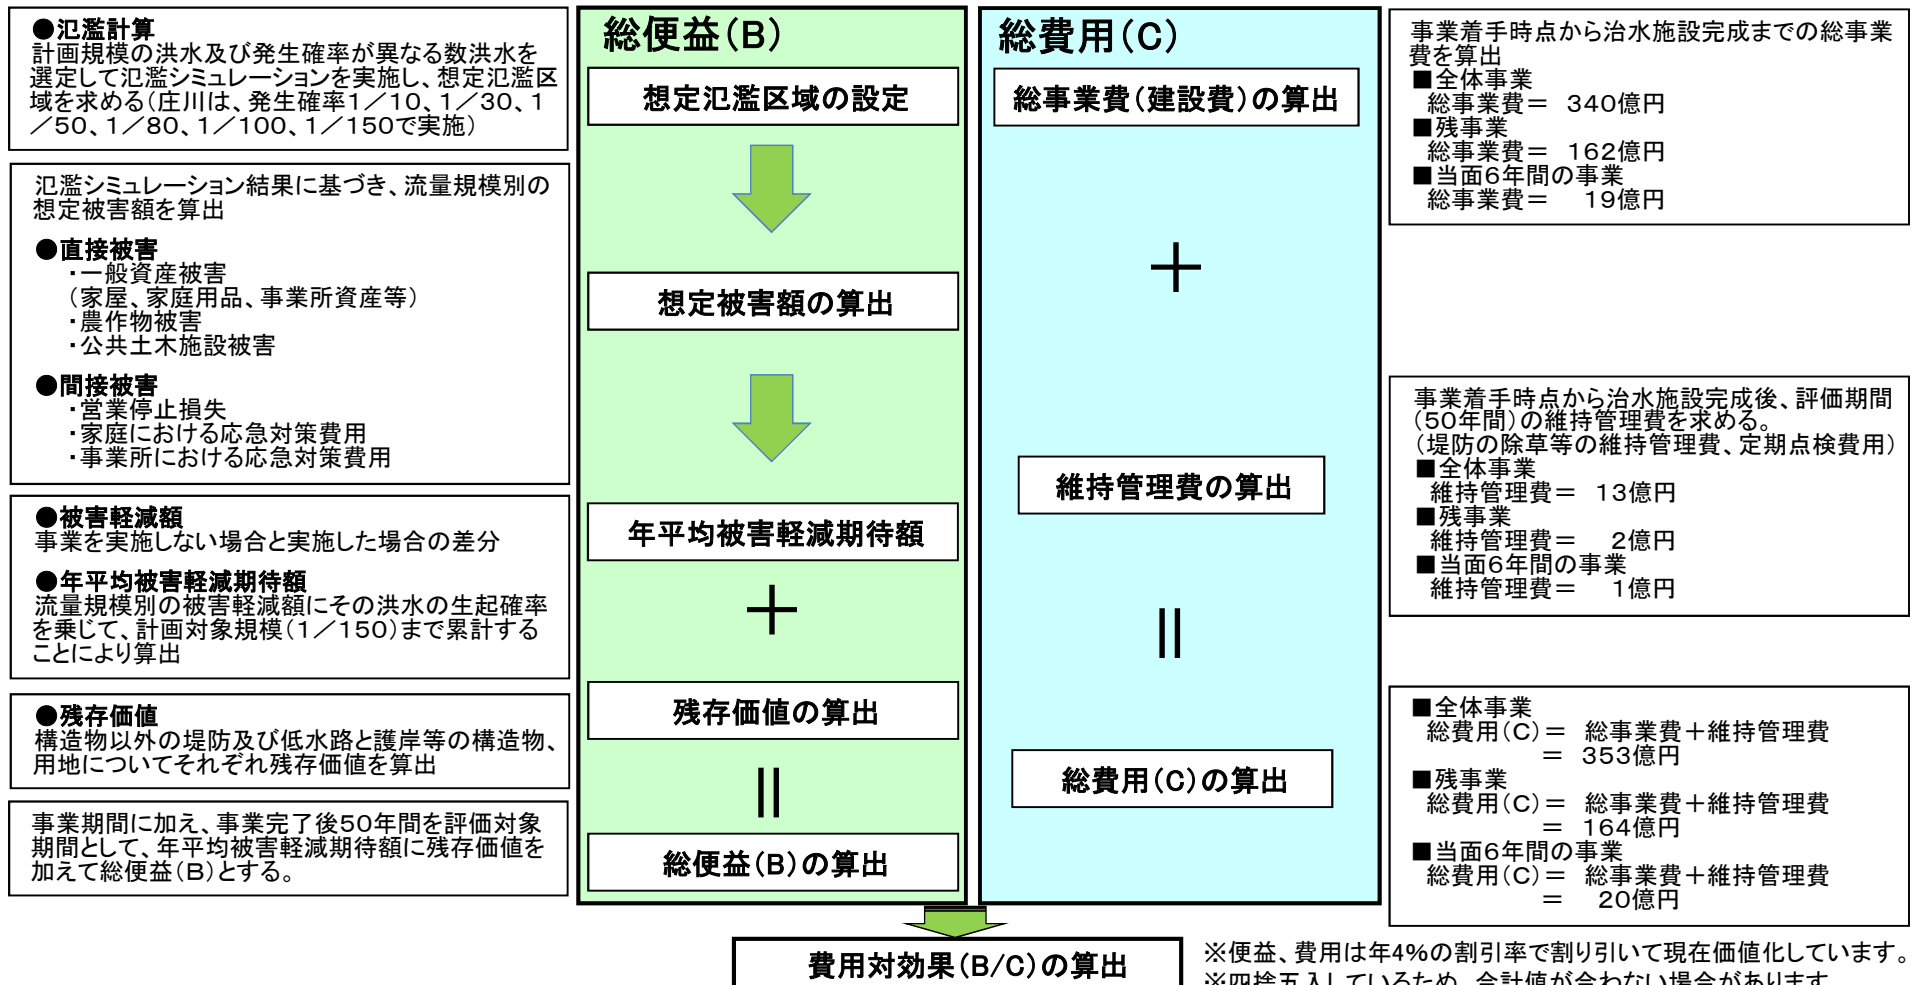 ●氾濫計算
計画規模の洪水及び発生確率が異なる数洪水を
選定して氾濫シミュレーションを実施し、想定氾濫区
域を求める（庄川は、発生確率1／10、1／30、1
／50、1／80、1／100、1／150で実施）
氾濫シミュレーション結果に基づき、流量規模別の
想定被害額を算出
●直接被害
・一般資産被害
（家屋、家庭用品、事業所資産等）
・農作物被害
・公共土木施設被害
●間接被害
・営業停止損失
・家庭における応急対策費用
・事業所における応急対策費用
●被害軽減額
事業を実施しない場合と実施した場合の差分
●年平均被害軽減期待額
流量規模別の被害軽減額にその洪水の生起確率
を乗じて、計画対象規模（1／150）まで累計する
ことにより算出
●残存価値
構造物以外の堤防及び低水路と護岸等の構造物、
用地についてそれぞれ残存価値を算出
事業期間に加え、事業完了後50年間を評価対象
期間として、年平均被害軽減期待額に残存価値を
加えて総便益（B）とする。
総便益（B）
想定氾濫区域の設定
想定被害額の算出
年平均被害軽減期待額
＋
残存価値の算出
＝
総便益（B）の算出
総費用（C）
総事業費（建設費）の算出
＋
維持管理費の算出
＝
総費用（C）の算出
事業着手時点から治水施設完成までの総事業
費を算出
■全体事業
総事業費＝ 340億円
■残事業
総事業費＝ 162億円
■当面6年間の事業
総事業費＝ 19億円
事業着手時点から治水施設完成後、評価期間
（50年間）の維持管理費を求める。
（堤防の除草等の維持管理費、定期点検費用）
■全体事業
維持管理費＝ 13億円
■残事業
維持管理費＝ 2億円
■当面6年間の事業
維持管理費＝ 1億円
■全体事業
総費用（C）＝ 総事業費＋維持管理費
＝ 353億円
■残事業
総費用（C）＝ 総事業費＋維持管理費
＝ 164億円
■当面6年間の事業
総費用（C）＝ 総事業費＋維持管理費
＝ 20億円
費用対効果（B/C）の算出
※便益、費用は年4%の割引率で割り引いて現在価値化しています。
※四捨五入しているため、合計値が合わない場合があります